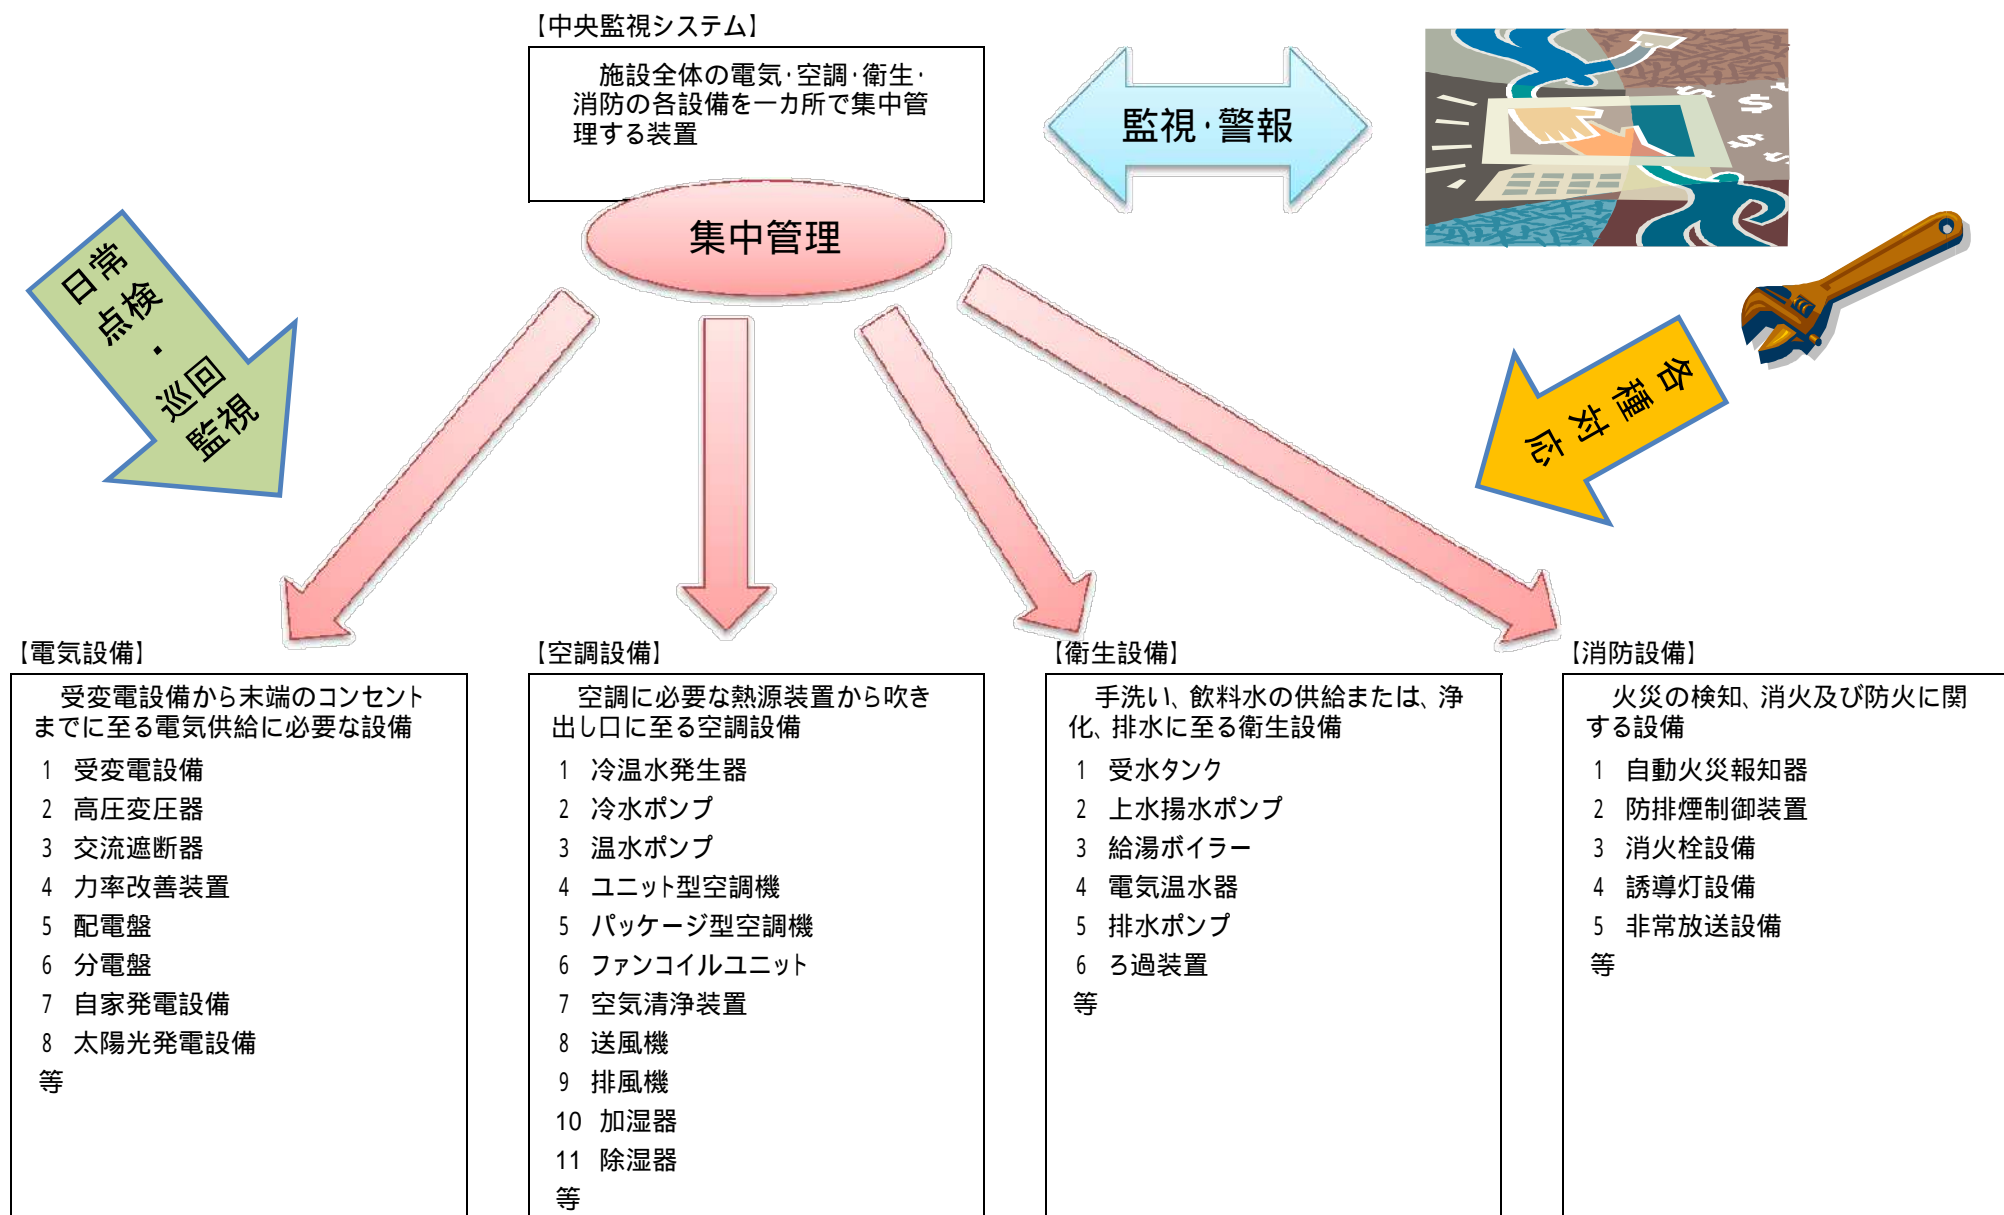 【中央監視システム】
施設全体の電気・空調・衛生・
消防の各設備を一カ所で集中管
理する装置
監視・警報
集中管理
日常
点検
・
巡回
監視
各種
対応
【電気設備】
受変電設備から末端のコンセント
までに至る電気供給に必要な設備
1 受変電設備
2 高圧変圧器
3 交流遮断器
4 力率改善装置
5 配電盤
6 分電盤
7 自家発電設備
8 太陽光発電設備
等
【空調設備】
空調に必要な熱源装置から吹き
出し口に至る空調設備
1 冷温水発生器
2 冷水ポンプ
3 温水ポンプ
4 ユニット型空調機
5 パッケージ型空調機
6 ファンコイルユニット
7 空気清浄装置
8 送風機
9 排風機
10 加湿器
11 除湿器
等
【衛生設備】
手洗い、飲料水の供給または、浄
化、排水に至る衛生設備
1 受水タンク
2 上水揚水ポンプ
3 給湯ボイラー
4 電気温水器
5 排水ポンプ
6 ろ過装置
等
【消防設備】
火災の検知、消火及び防火に関
する設備
1 自動火災報知器
2 防排煙制御装置
3 消火栓設備
4 誘導灯設備
5 非常放送設備
等